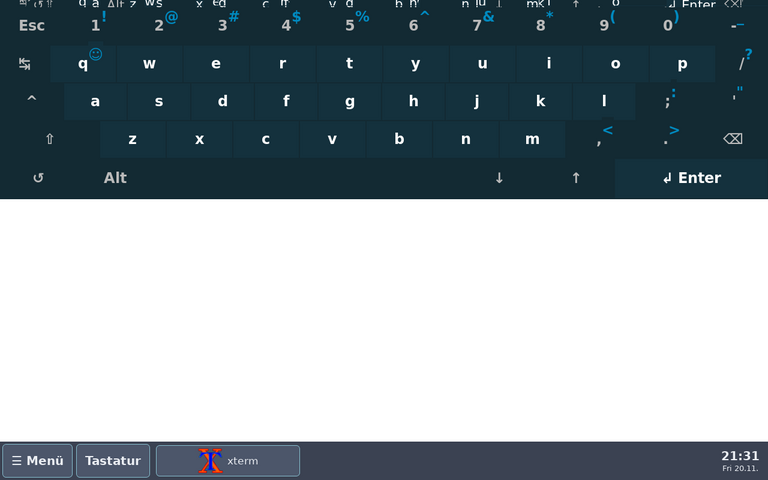 Esc 1 ! 2 @ 3 # 4 $ 5 % 6 ^ 7 & 8 * 9 ( 0 ) - _
↹ q ☺ w e r t y u i o p / ?
^ a s d f g h j k l ; : ' "
⇧ z x c v b n m , < . > ⌫
↺ Alt ↓ ↑ ↲ Enter
☰ Menü Tastatur xterm 21:31
Fri 20.11.